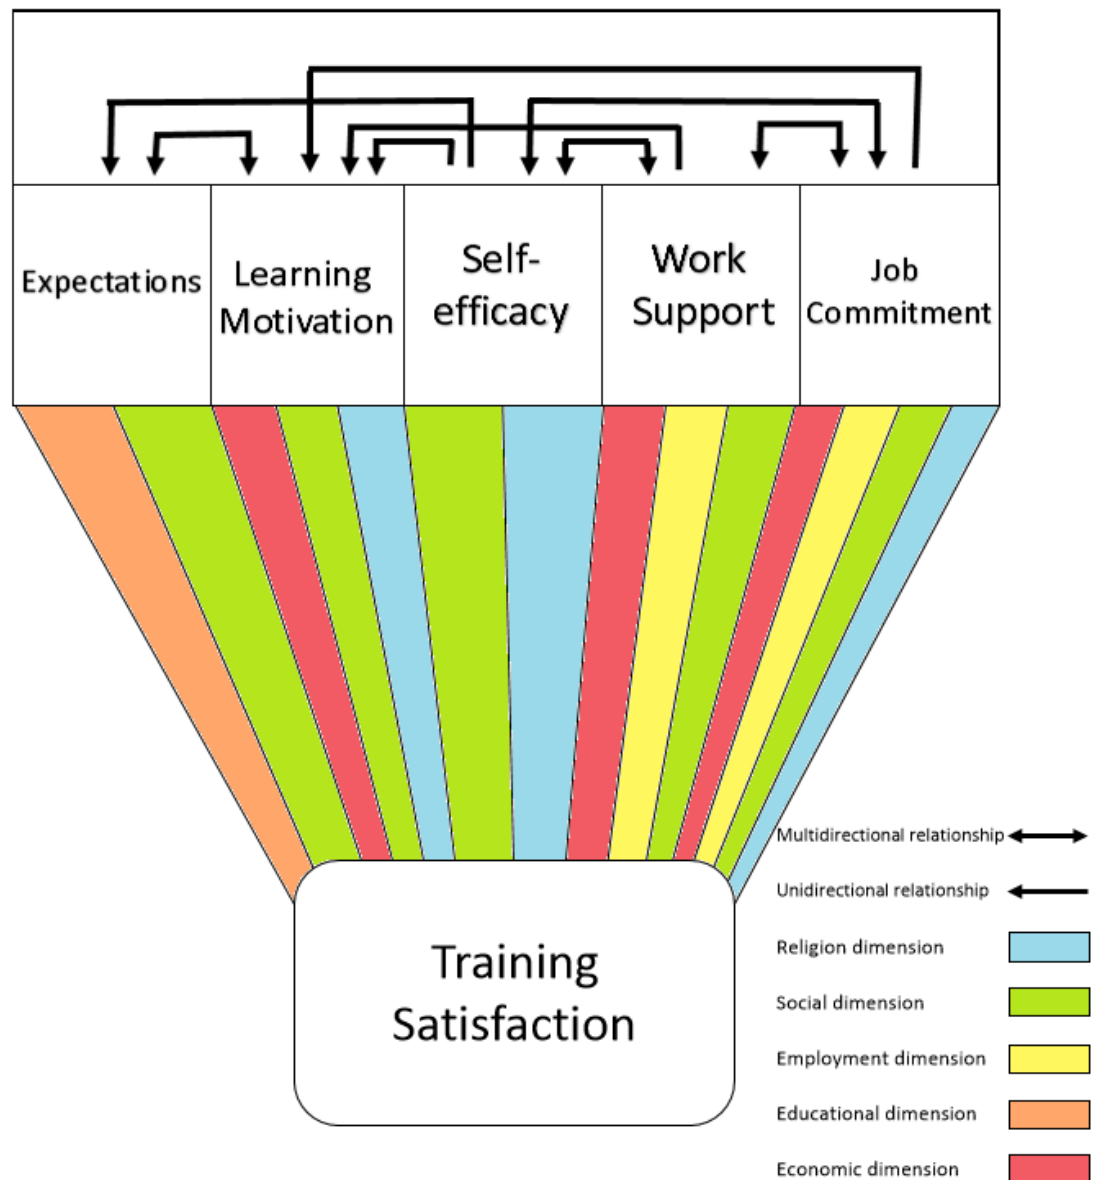 Expectations
Learning
Motivation
Self-
efficacy
Work
Support
Job
Commitment
Training
Satisfaction
Multidirectional relationship
Unidirectional relationship
Religion dimension
Social dimension
Employment dimension
Educational dimension
Economic dimension